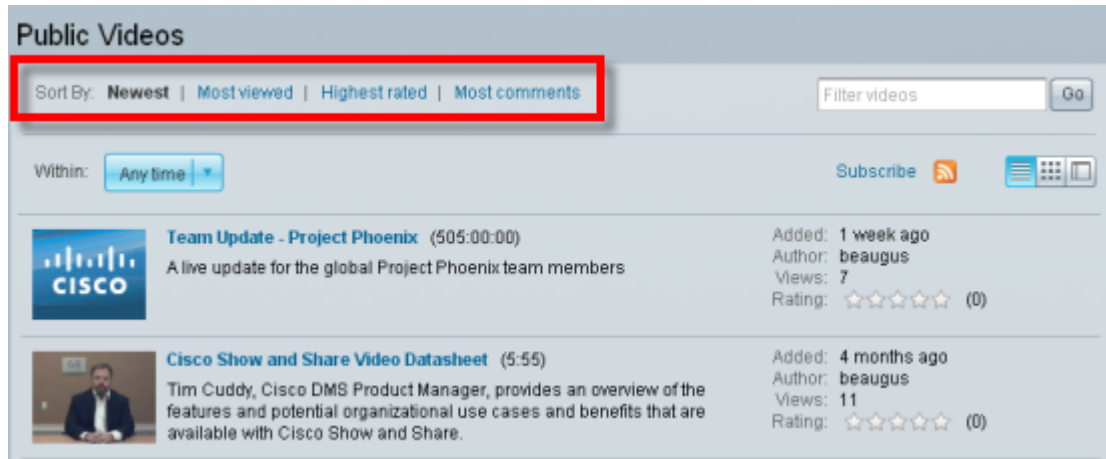 Public Videos
Sort By: Newest | Most viewed | Highest rated | Most comments
Filter videos
Go
Within: Any time
Subscribe
CISCO
Team Update - Project Phoenix (505:00:00)
A live update for the global Project Phoenix team members
Added: 1 week ago
Author: beaugus
Views: 7
Rating: (0)
Cisco Show and Share Video Datasheet (5:55)
Tim Cuddy, Cisco DMS Product Manager, provides an overview of the
features and potential organizational use cases and benefits that are
available with Cisco Show and Share.
Added: 4 months ago
Author: beaugus
Views: 11
Rating: (0)